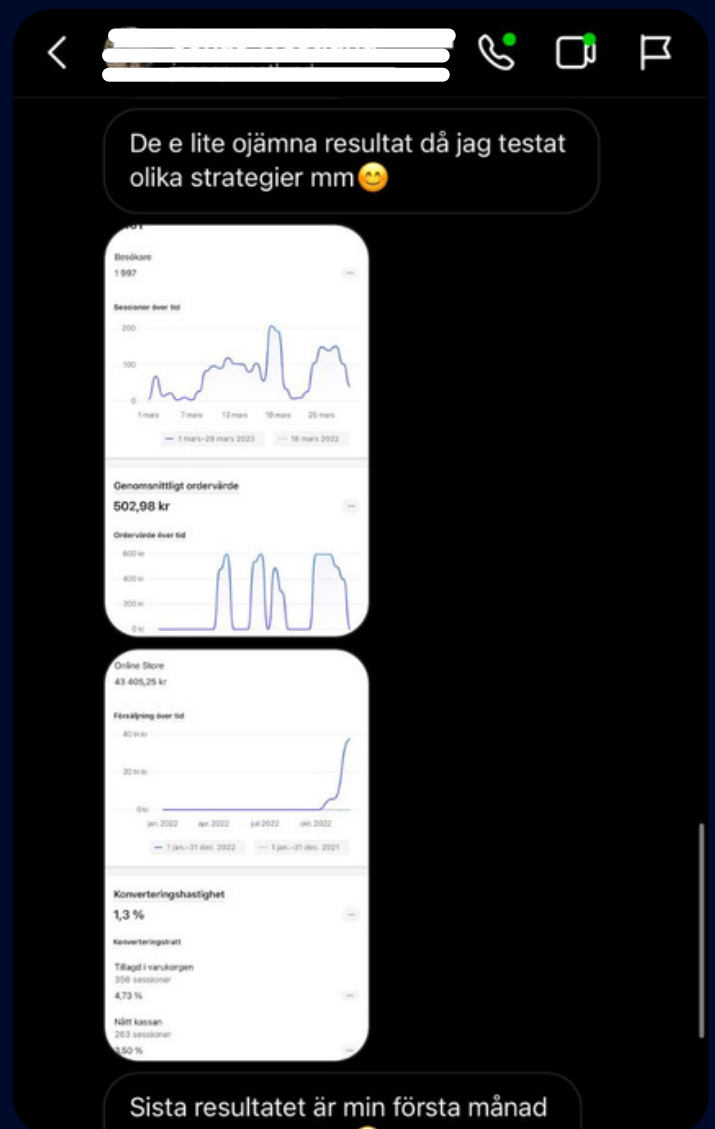 De e lite ojämna resultat då jag testat
olika strategier mm😊
Besökare
1 997
Sessioner över tid
200
100
0
1 mars 7 mars 13 mars 19 mars 25 mars
1 mars–29 mars 2023 18 mars 2022
Genomsnittligt ordervärde
502,98 kr
Ordervärde över tid
600 kr
400 kr
200 kr
0 kr
Online Store
43 405,25 kr
Försäljning över tid
40 tn kr
20 tn kr
0 kr
jan. 2022 apr. 2022 juli 2022 okt. 2022
1 jan.–31 dec. 2022 1 jan.–31 dec. 2021
Konverteringshastighet
1,3 %
Konverteringstratt
Tillagd i varukorgen
356 sessioner
4,73 %
Nått kassan
263 sessioner
3,50 %
Sista resultatet är min första månad